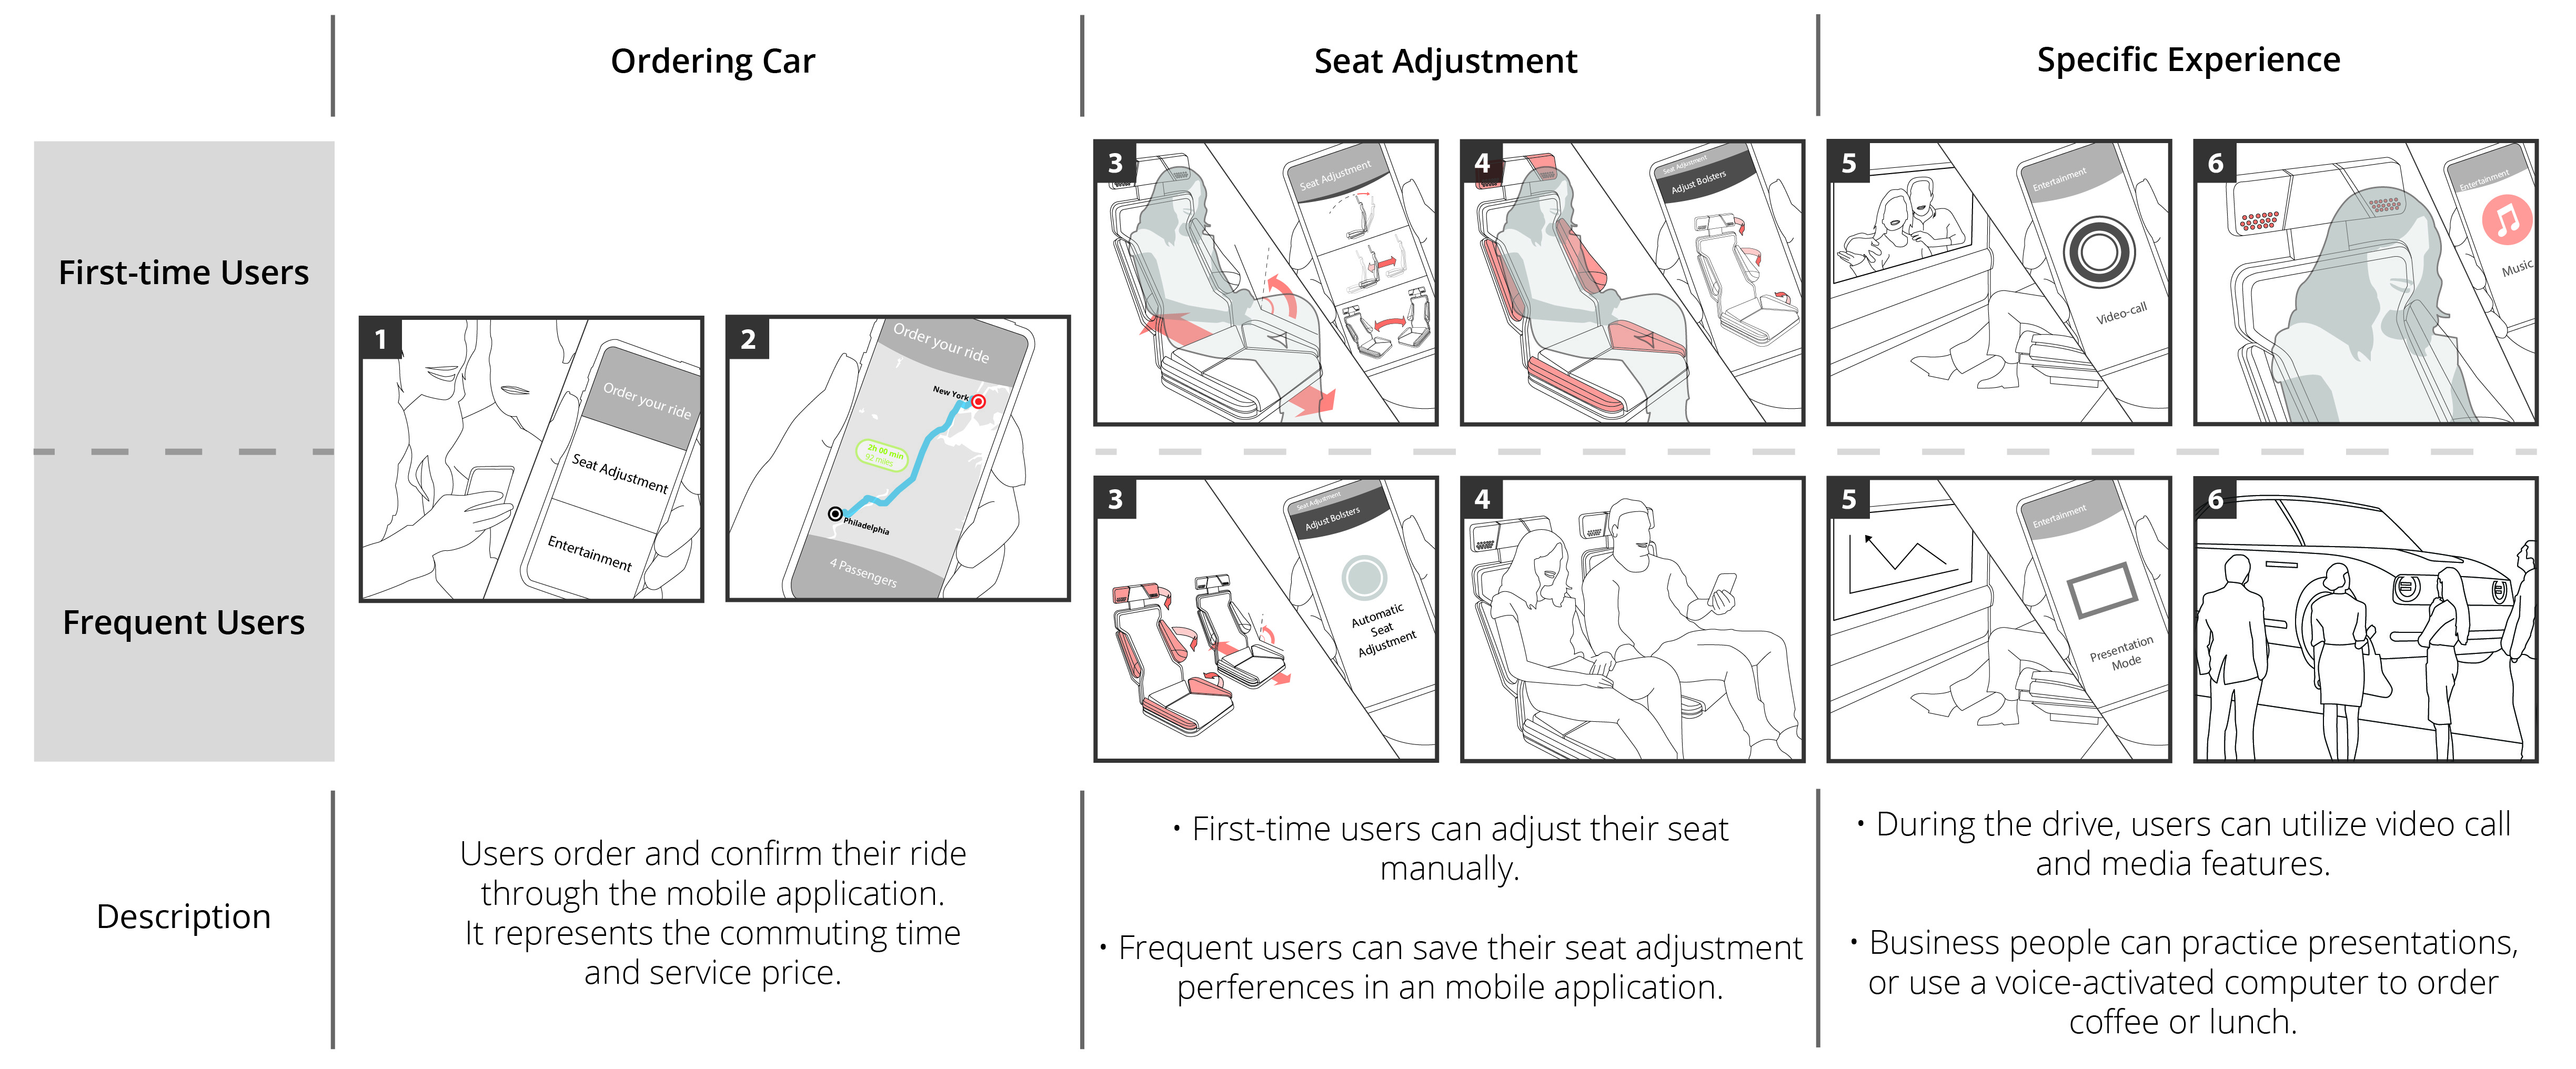 Ordering Car
Seat Adjustment
Specific Experience
First-time Users
Frequent Users
1
Order your ride
Seat Adjustment
Entertainment
2
Order your ride
1
New York
2h 00 min
92 miles
Philadelphia
4 Passengers
3
Seat Adjustment
4
Seat Adjustment
Adjust Bolsters
5
Entertainment
Video-call
6
Entertainment
Music
3
Seat Adjustment
Adjust Bolsters
Automatic
Seat
Adjustment
4
5
Entertainment
Presentation
Mode
6
Description
Users order and confirm their ride
through the mobile application.
It represents the commuting time
and service price.
• First-time users can adjust their seat
manually.
• Frequent users can save their seat adjustment
perferences in an mobile application.
• During the drive, users can utilize video call
and media features.
• Business people can practice presentations,
or use a voice-activated computer to order
coffee or lunch.